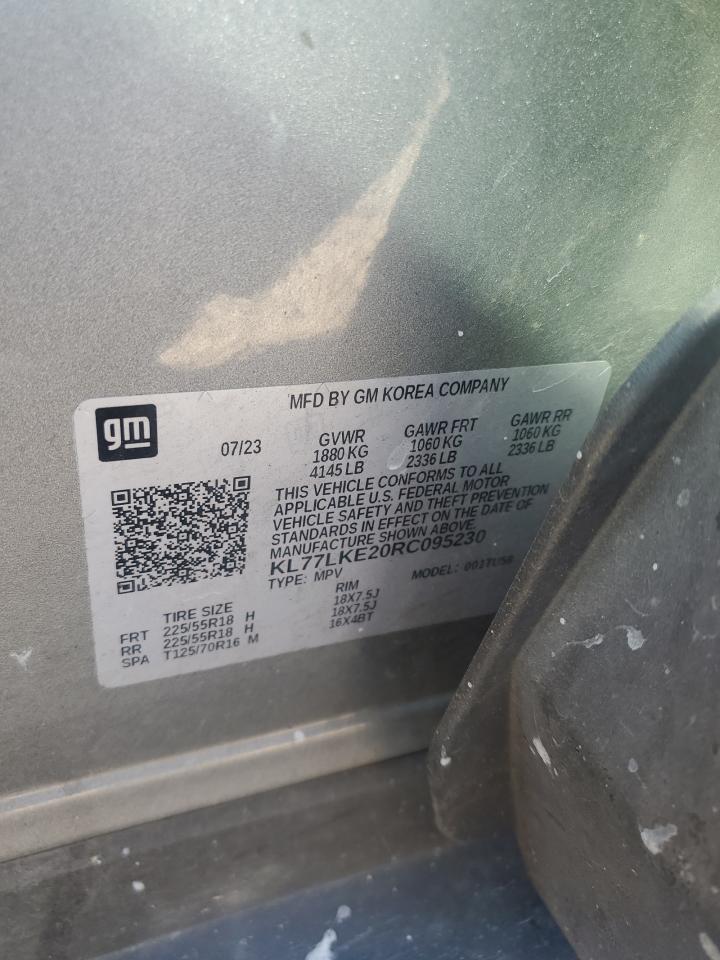 MFD BY GM KOREA COMPANY
gm
07/23
GVWR GAWR FRT GAWR RR
1880 KG 1060 KG 1060 KG
4145 LB 2336 LB 2336 LB
THIS VEHICLE CONFORMS TO ALL
APPLICABLE U.S. FEDERAL MOTOR
VEHICLE SAFETY AND THEFT PREVENTION
STANDARDS IN EFFECT ON THE DATE OF
MANUFACTURE SHOWN ABOVE.
KL77LKE20RC095230
TYPE: MPV MODEL: 001TU58
TIRE SIZE RIM
FRT 225/55R18 H 18X7.5J
RR 225/55R18 H 18X7.5J
SPA T125/70R16 M 16X4BT